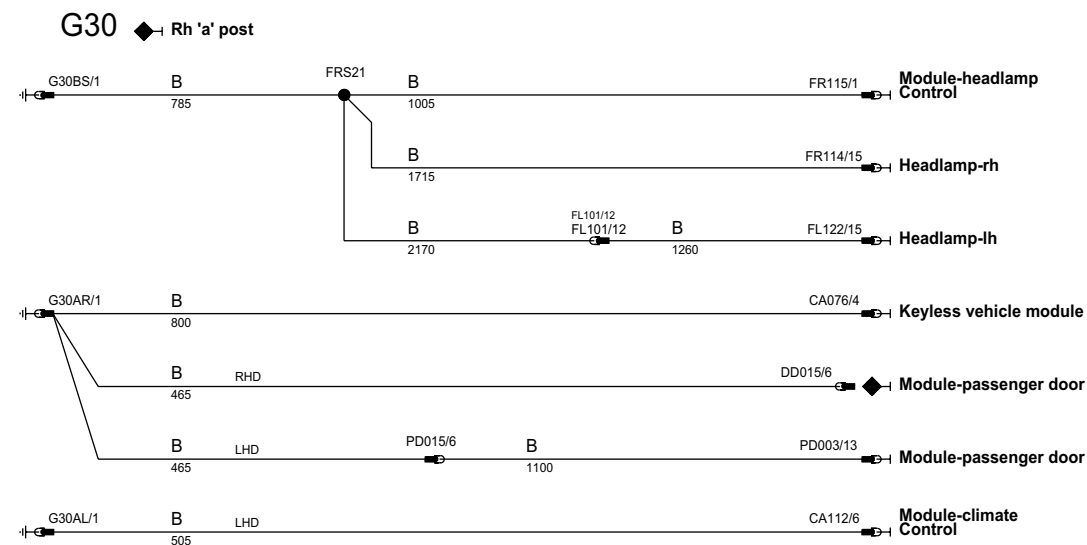 G30 Rh 'a' post
G30BS/1 B 785 FRS21 B 1005 FR115/1 Module-headlamp
Control
B 1715 FR114/15 Headlamp-rh
B 2170 FL101/12
FL101/12 B 1260 FL122/15 Headlamp-lh
G30AR/1 B 800 CA076/4 Keyless vehicle module
B 465 RHD DD015/6 Module-passenger door
B 465 LHD PD015/6 B 1100 PD003/13 Module-passenger door
G30AL/1 B 505 LHD CA112/6 Module-climate
Control